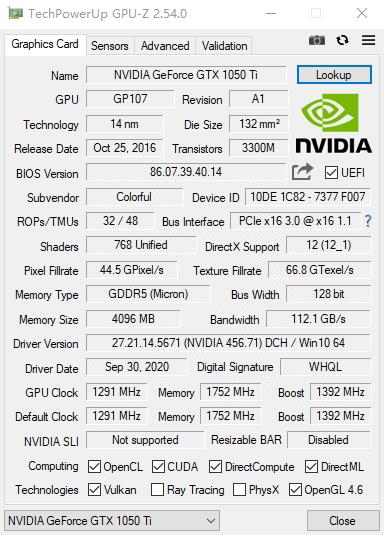 TechPowerUp GPU-Z 2.54.0
Graphics Card Sensors Advanced Validation
Name NVIDIA GeForce GTX 1050 Ti Lookup
GPU GP107 Revision A1
Technology 14 nm Die Size 132 mm²
Release Date Oct 25, 2016 Transistors 3300M
NVIDIA
BIOS Version 86.07.39.40.14 UEFI
Subvendor Colorful Device ID 10DE 1C82 - 7377 F007
ROPs/TMUs 32 / 48 Bus Interface PCIe x16 3.0 @ x16 1.1 ?
Shaders 768 Unified DirectX Support 12 (12_1)
Pixel Fillrate 44.5 GPixel/s Texture Fillrate 66.8 GTexel/s
Memory Type GDDR5 (Micron) Bus Width 128 bit
Memory Size 4096 MB Bandwidth 112.1 GB/s
Driver Version 27.21.14.5671 (NVIDIA 456.71) DCH / Win10 64
Driver Date Sep 30, 2020 Digital Signature WHQL
GPU Clock 1291 MHz Memory 1752 MHz Boost 1392 MHz
Default Clock 1291 MHz Memory 1752 MHz Boost 1392 MHz
NVIDIA SLI Not supported Resizable BAR Disabled
Computing OpenCL CUDA DirectCompute DirectML
Technologies Vulkan Ray Tracing PhysX OpenGL 4.6
NVIDIA GeForce GTX 1050 Ti Close